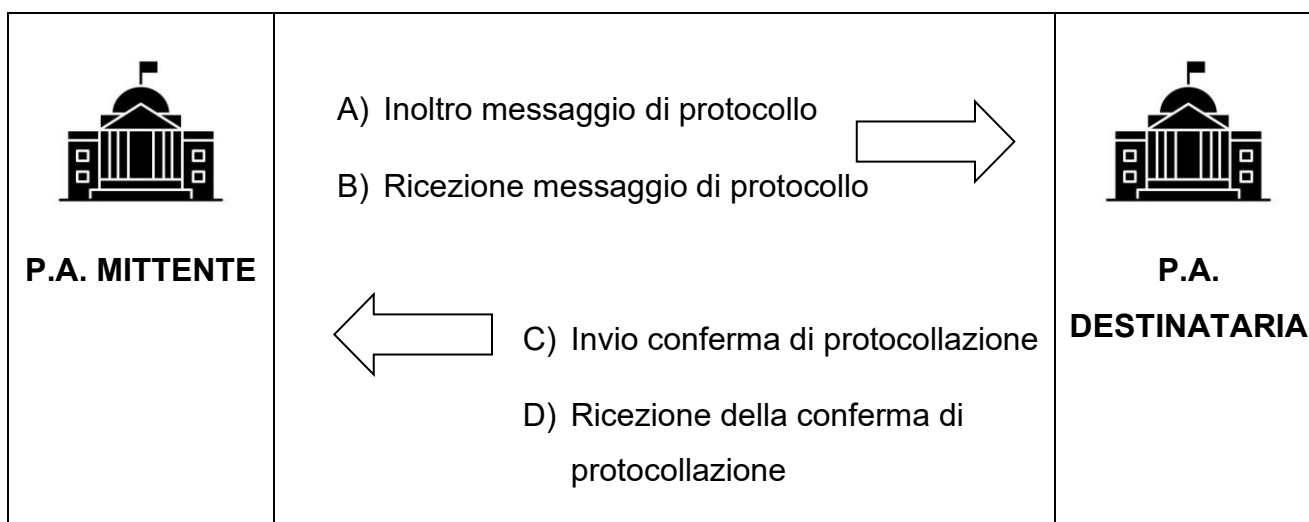 P.A. MITTENTE
A) Inoltro messaggio di protocollo
B) Ricezione messaggio di protocollo
C) Invio conferma di protocollazione
D) Ricezione della conferma di
protocollazione
P.A.
DESTINATARIA